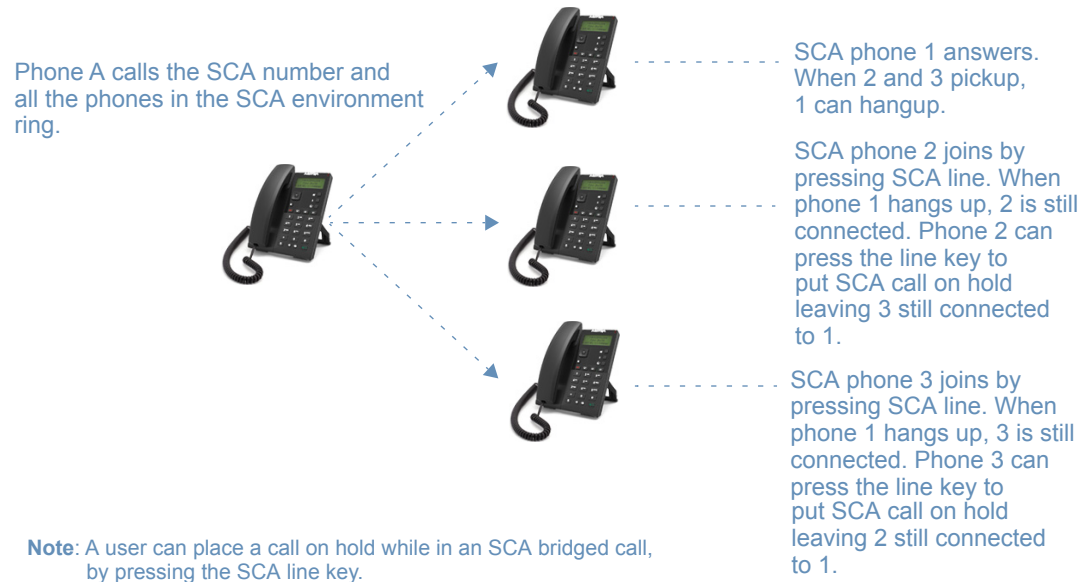 Phone A calls the SCA number and
all the phones in the SCA environment
ring.
SCA phone 1 answers.
When 2 and 3 pickup,
1 can hangup.
SCA phone 2 joins by
pressing SCA line. When
phone 1 hangs up, 2 is still
connected. Phone 2 can
press the line key to
put SCA call on hold
leaving 3 still connected
to 1.
SCA phone 3 joins by
pressing SCA line. When
phone 1 hangs up, 3 is still
connected. Phone 3 can
press the line key to
put SCA call on hold
leaving 2 still connected
to 1.
Note: A user can place a call on hold while in an SCA bridged call,
by pressing the SCA line key.